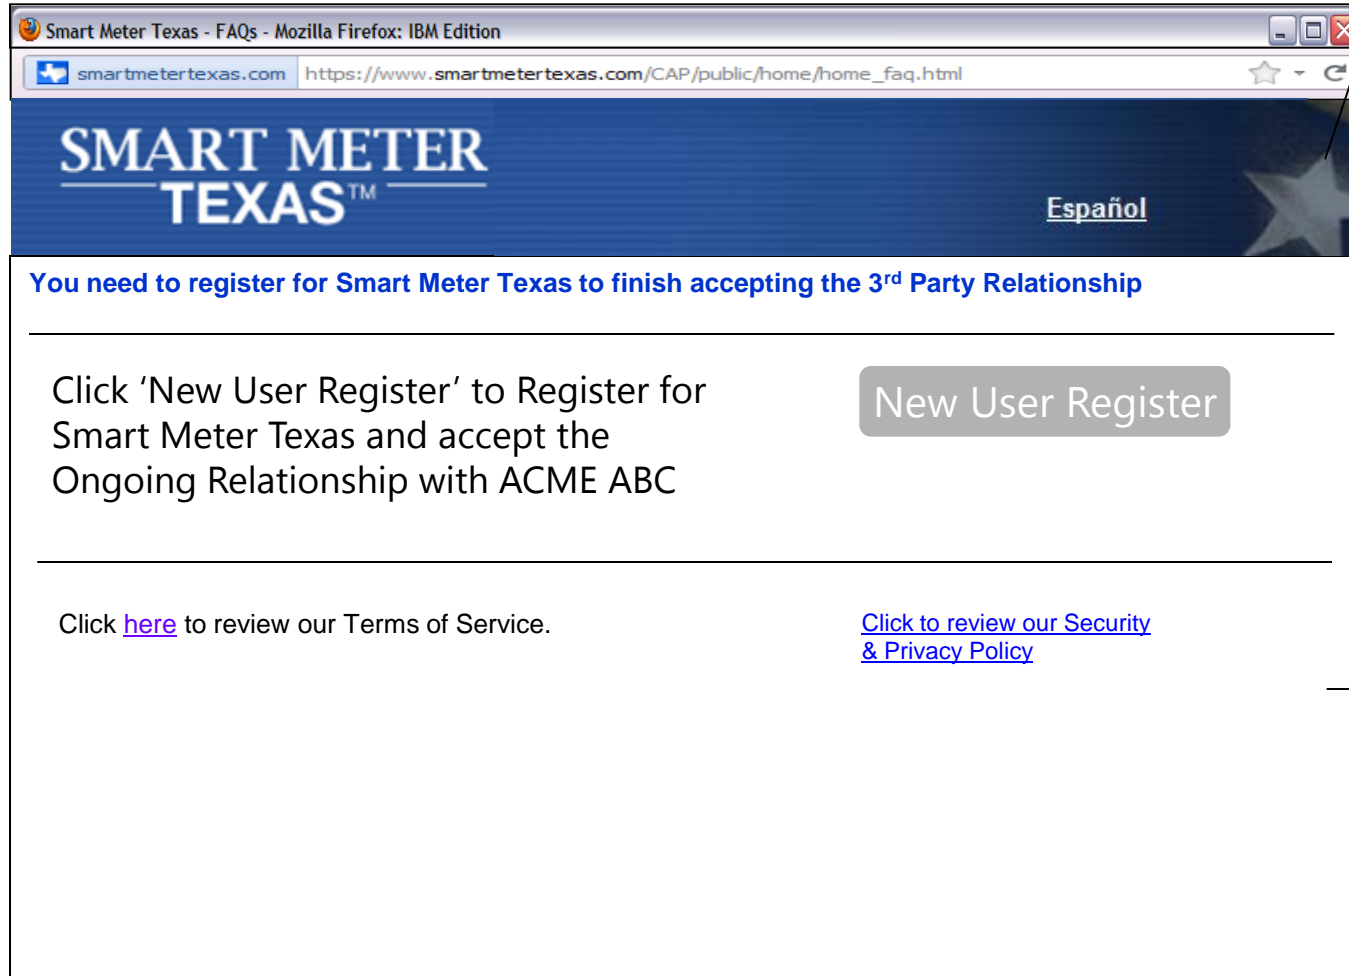 Smart Meter Texas - FAQs - Mozilla Firefox: IBM Edition
smartmetertexas.com https://www.smartmetertexas.com/CAP/public/home/home_faq.html
SMART METER
TEXAS™
Español
You need to register for Smart Meter Texas to finish accepting the 3rd Party Relationship
Click ‘New User Register’ to Register for
Smart Meter Texas and accept the
Ongoing Relationship with ACME ABC
New User Register
Click here to review our Terms of Service.
Click to review our Security
& Privacy Policy